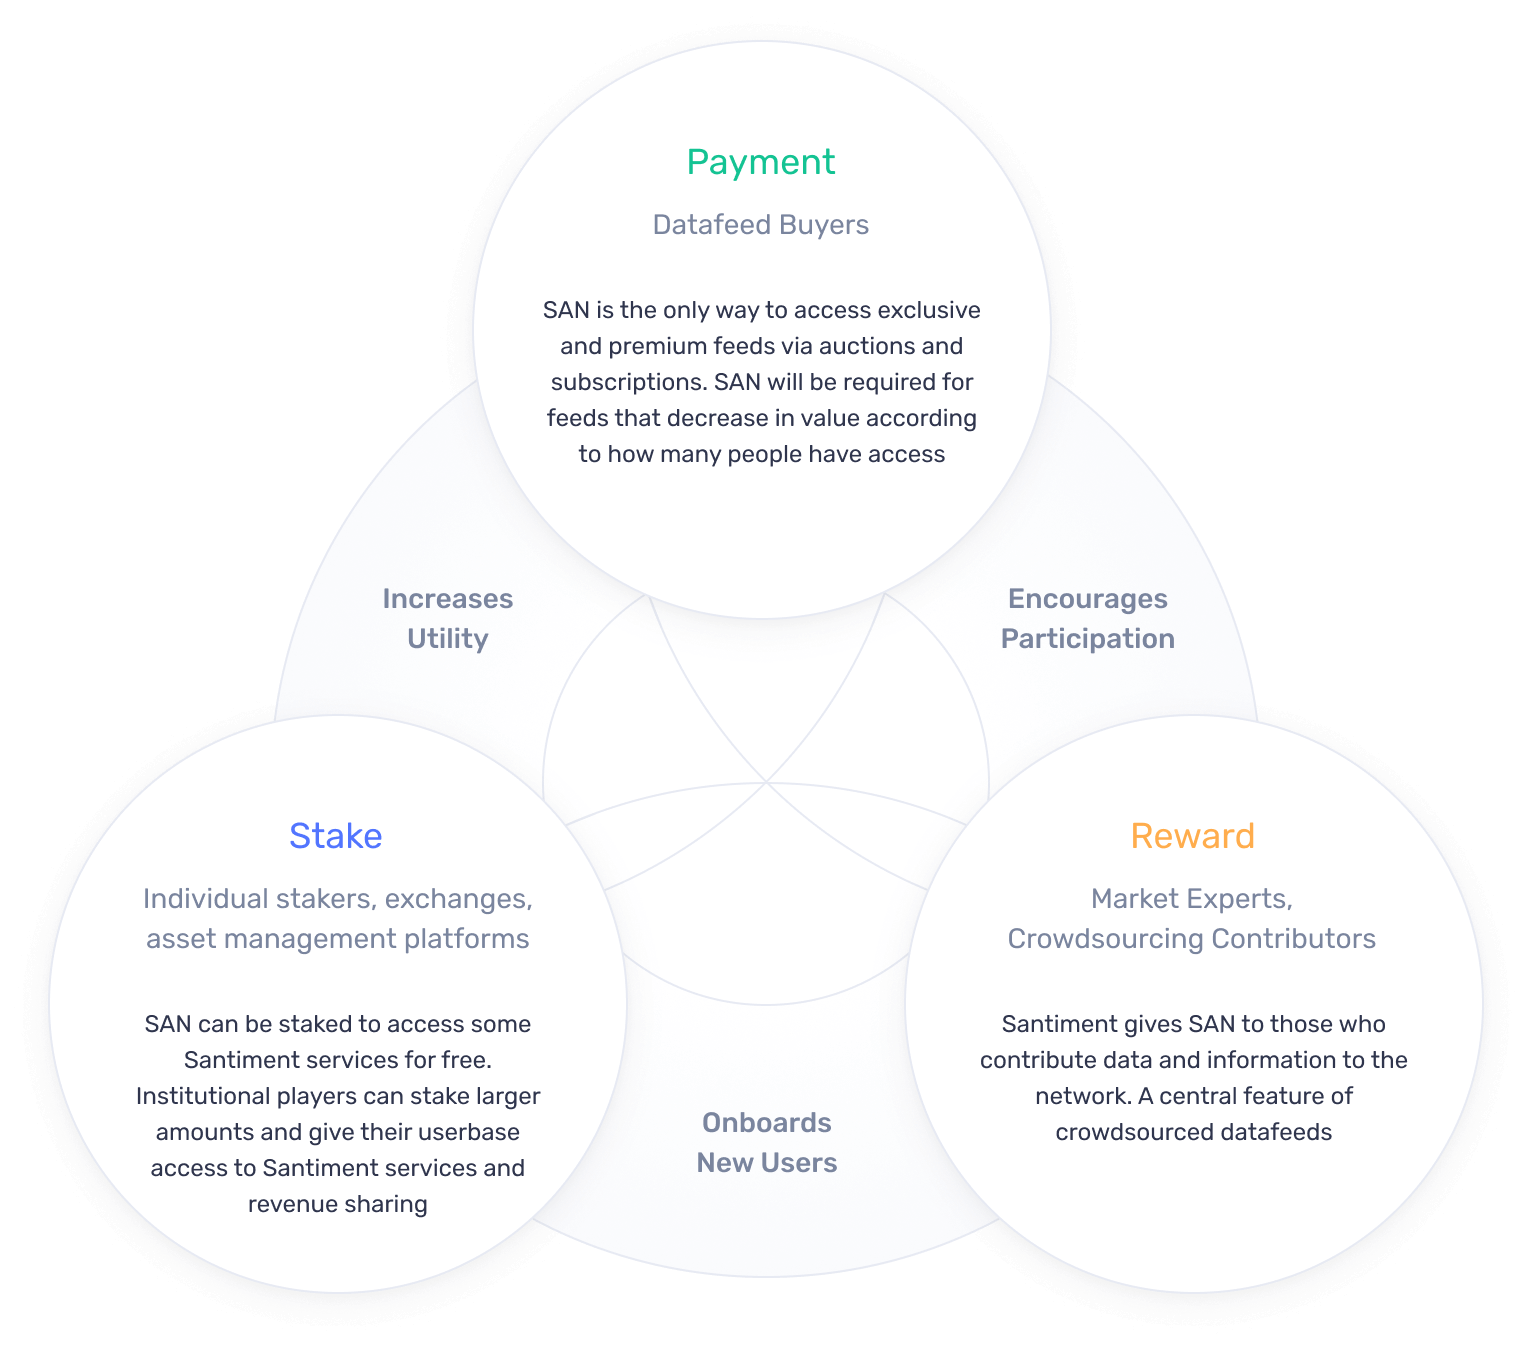 Payment
Datafeed Buyers
SAN is the only way to access exclusive
and premium feeds via auctions and
subscriptions. SAN will be required for
feeds that decrease in value according
to how many people have access
Increases
Utility
Encourages
Participation
Stake
Individual stakers, exchanges,
asset management platforms
SAN can be staked to access some
Santiment services for free.
Institutional players can stake larger
amounts and give their userbase
access to Santiment services and
revenue sharing
Reward
Market Experts,
Crowdsourcing Contributors
Santiment gives SAN to those who
contribute data and information to the
network. A central feature of
crowdsourced datafeeds
Onboards
New Users